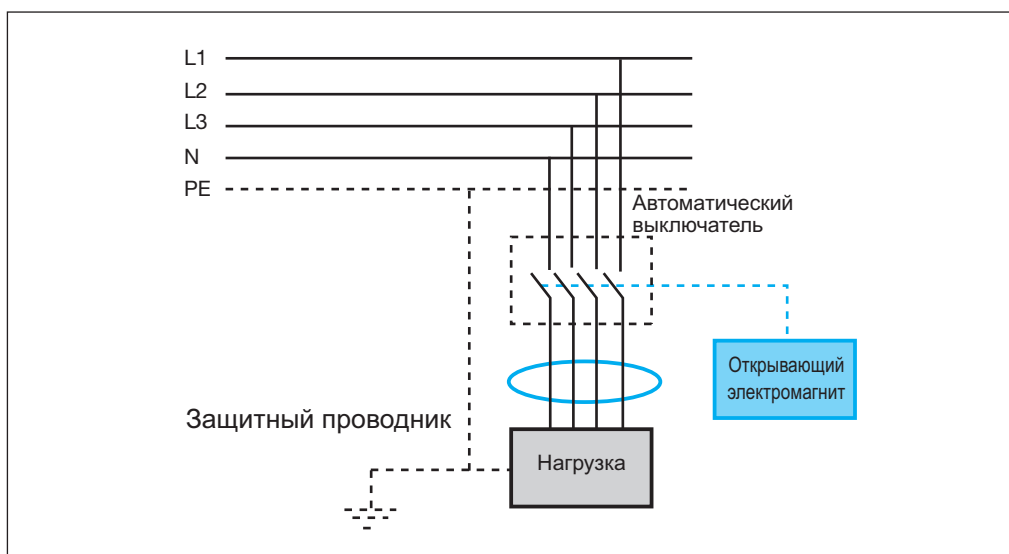 L1
L2
L3
N
PE
Автоматический
выключатель
Открывающий
электромагнит
Защитный проводник
Нагрузка